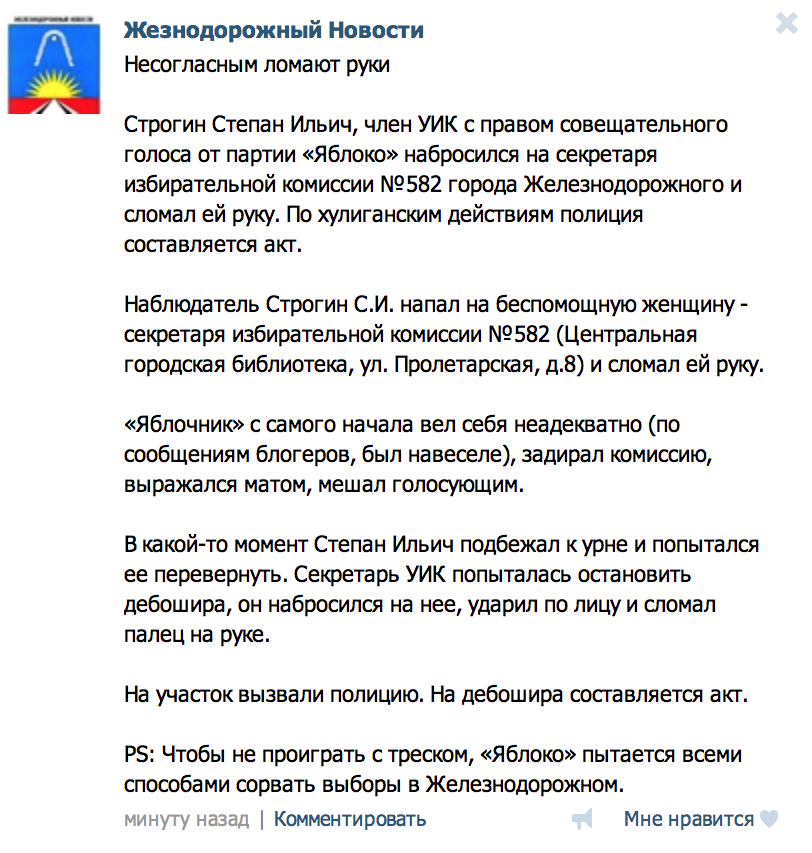 Жезнодорожный Новости
Несогласным ломают руки
Строгин Степан Ильич, член УИК с правом совещательного
голоса от партии «Яблоко» набросился на секретаря
избирательной комиссии №582 города Железнодорожного и
сломал ей руку. По хулиганским действиям полиция
составляется акт.
Наблюдатель Строгин С.И. напал на беспомощную женщину -
секретаря избирательной комиссии №582 (Центральная
городская библиотека, ул. Пролетарская, д.8) и сломал ей руку.
«Яблочник» с самого начала вел себя неадекватно (по
сообщениям блогеров, был навеселе), задирал комиссию,
выражался матом, мешал голосующим.
В какой-то момент Степан Ильич подбежал к урне и попытался
ее перевернуть. Секретарь УИК попыталась остановить
дебошира, он набросился на нее, ударил по лицу и сломал
палец на руке.
На участок вызвали полицию. На дебошира составляется акт.
PS: Чтобы не проиграть с треском, «Яблоко» пытается всеми
способами сорвать выборы в Железнодорожном.
минуту назад | Комментировать Мне нравится